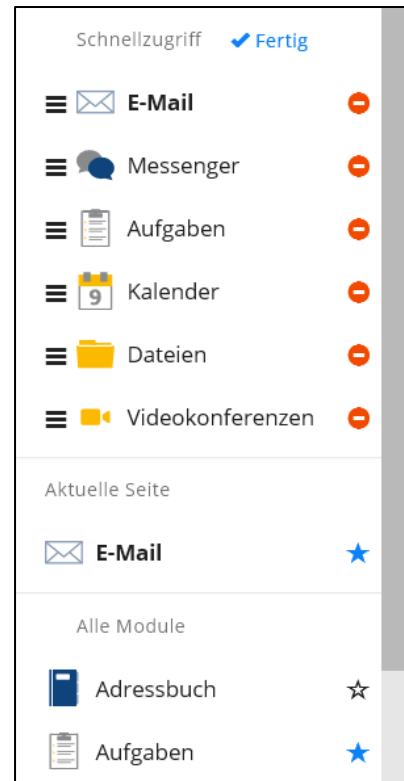 Schnellzugriff Fertig
E-Mail
Messenger
Aufgaben
9 Kalender
Dateien
Videokonferenzen
Aktuelle Seite
E-Mail
Alle Module
Adressbuch
Aufgaben